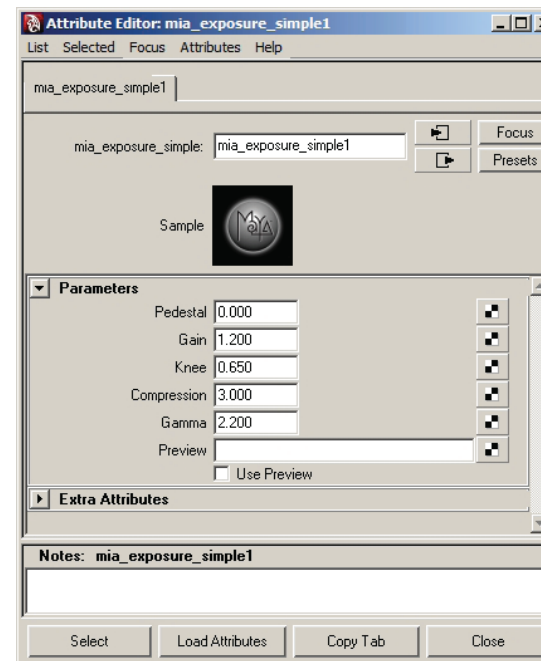 Attribute Editor: mia_exposure_simple1
List Selected Focus Attributes Help
mia_exposure_simple1
mia_exposure_simple: mia_exposure_simple1
Focus
Presets
Sample
MAYA
Parameters
Pedestal 0.000
Gain 1.200
Knee 0.650
Compression 3.000
Gamma 2.200
Preview
Use Preview
Extra Attributes
Notes: mia_exposure_simple1
Select Load Attributes Copy Tab Close